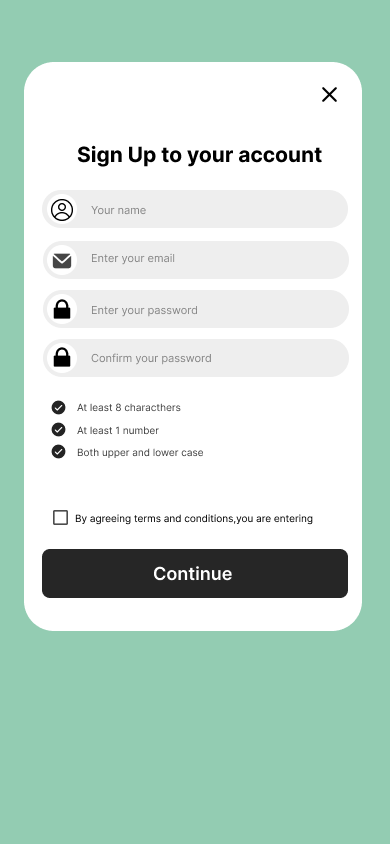 Sign Up to your account
Your name
Enter your email
Enter your password
Confirm your password
At least 8 characthers
At least 1 number
Both upper and lower case
By agreeing terms and conditions,you are entering
Continue